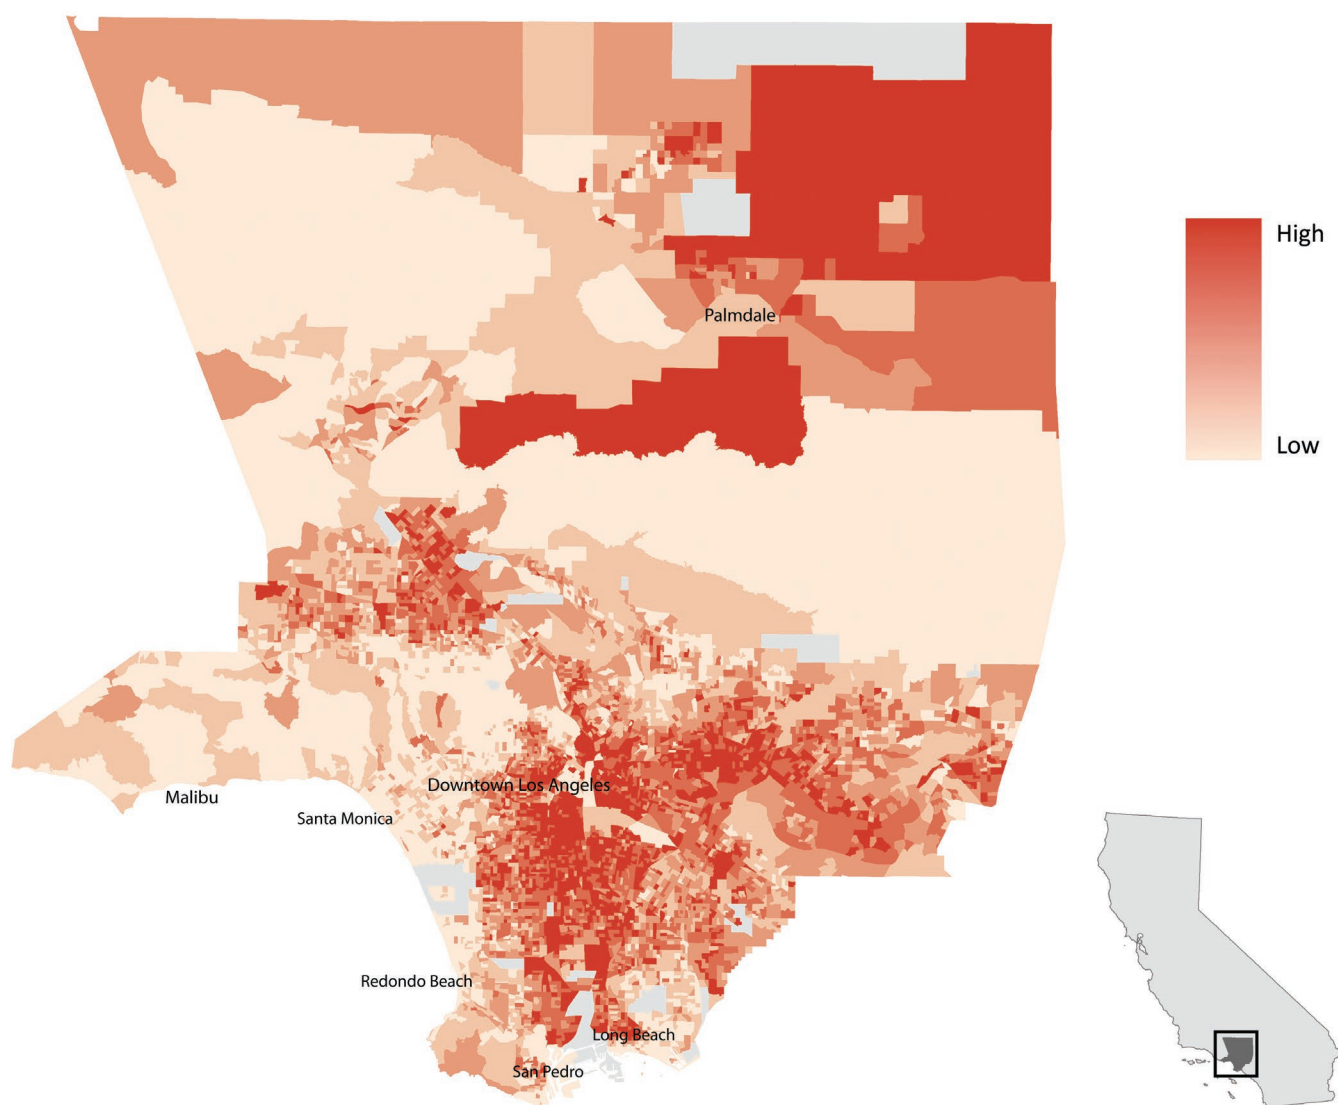 High
Palmdale
Low
Downtown Los Angeles
Malibu
Santa Monica
Redondo Beach
Long Beach
San Pedro